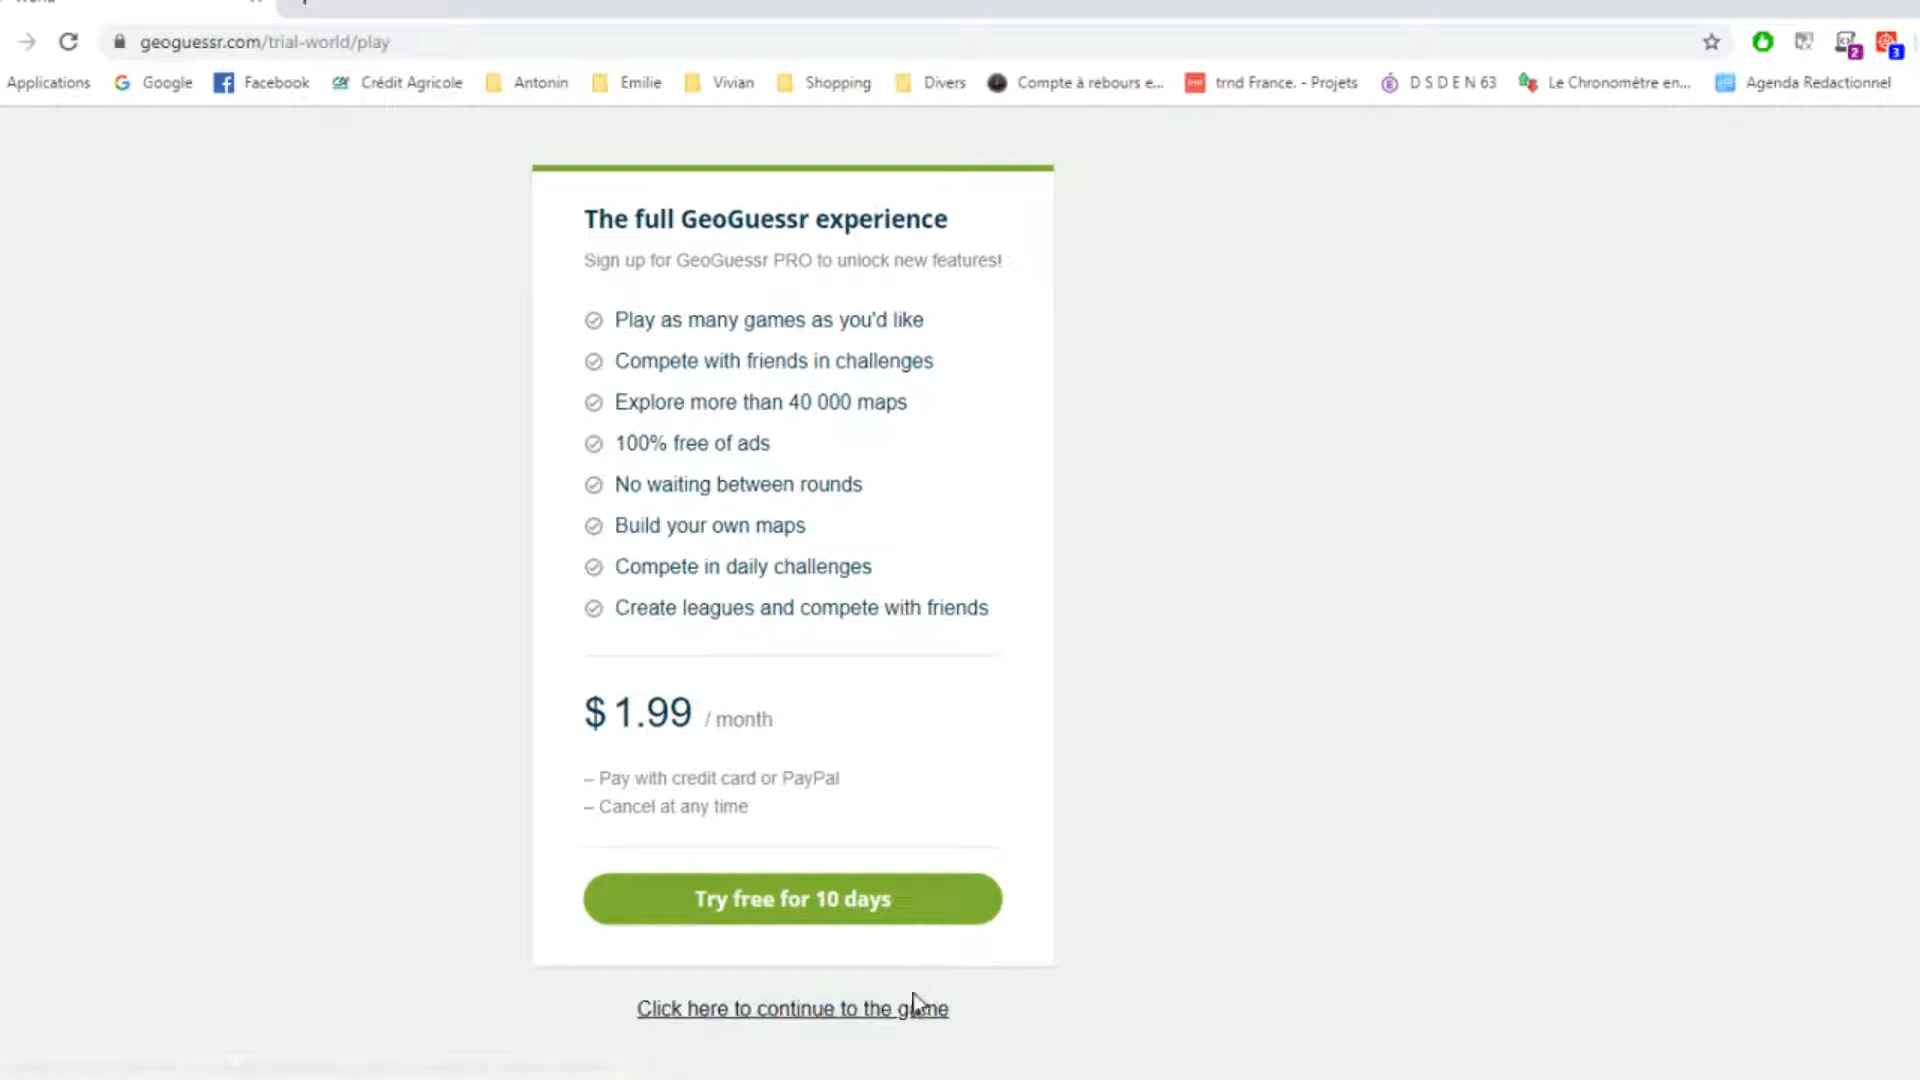 geoguessr.com/trial-world/play
Applications Google Facebook Crédit Agricole Antonin Emilie Vivian Shopping Divers Compte à rebours e... trnd France. - Projets D S D E N 63 Le Chronomètre en... Agenda Redactionnel
2
3
The full GeoGuessr experience
Sign up for GeoGuessr PRO to unlock new features!
Play as many games as you'd like
Compete with friends in challenges
Explore more than 40 000 maps
100% free of ads
No waiting between rounds
Build your own maps
Compete in daily challenges
Create leagues and compete with friends
$ 1.99 / month
– Pay with credit card or PayPal
– Cancel at any time
Try free for 10 days
Click here to continue to the game